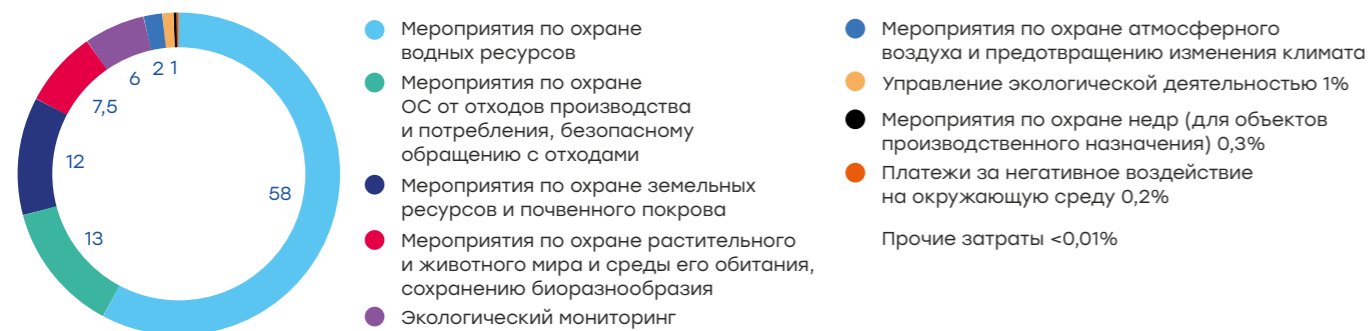 58
13
12
7,5
6
2
1
Мероприятия по охране
водных ресурсов
Мероприятия по охране
ОС от отходов производства
и потребления, безопасному
обращению с отходами
Мероприятия по охране земельных
ресурсов и почвенного покрова
Мероприятия по охране растительного
и животного мира и среды его обитания,
сохранению биоразнообразия
Экологический мониторинг
Мероприятия по охране атмосферного
воздуха и предотвращению изменения климата
Управление экологической деятельностью 1%
Мероприятия по охране недр (для объектов
производственного назначения) 0,3%
Платежи за негативное воздействие
на окружающую среду 0,2%
Прочие затраты <0,01%